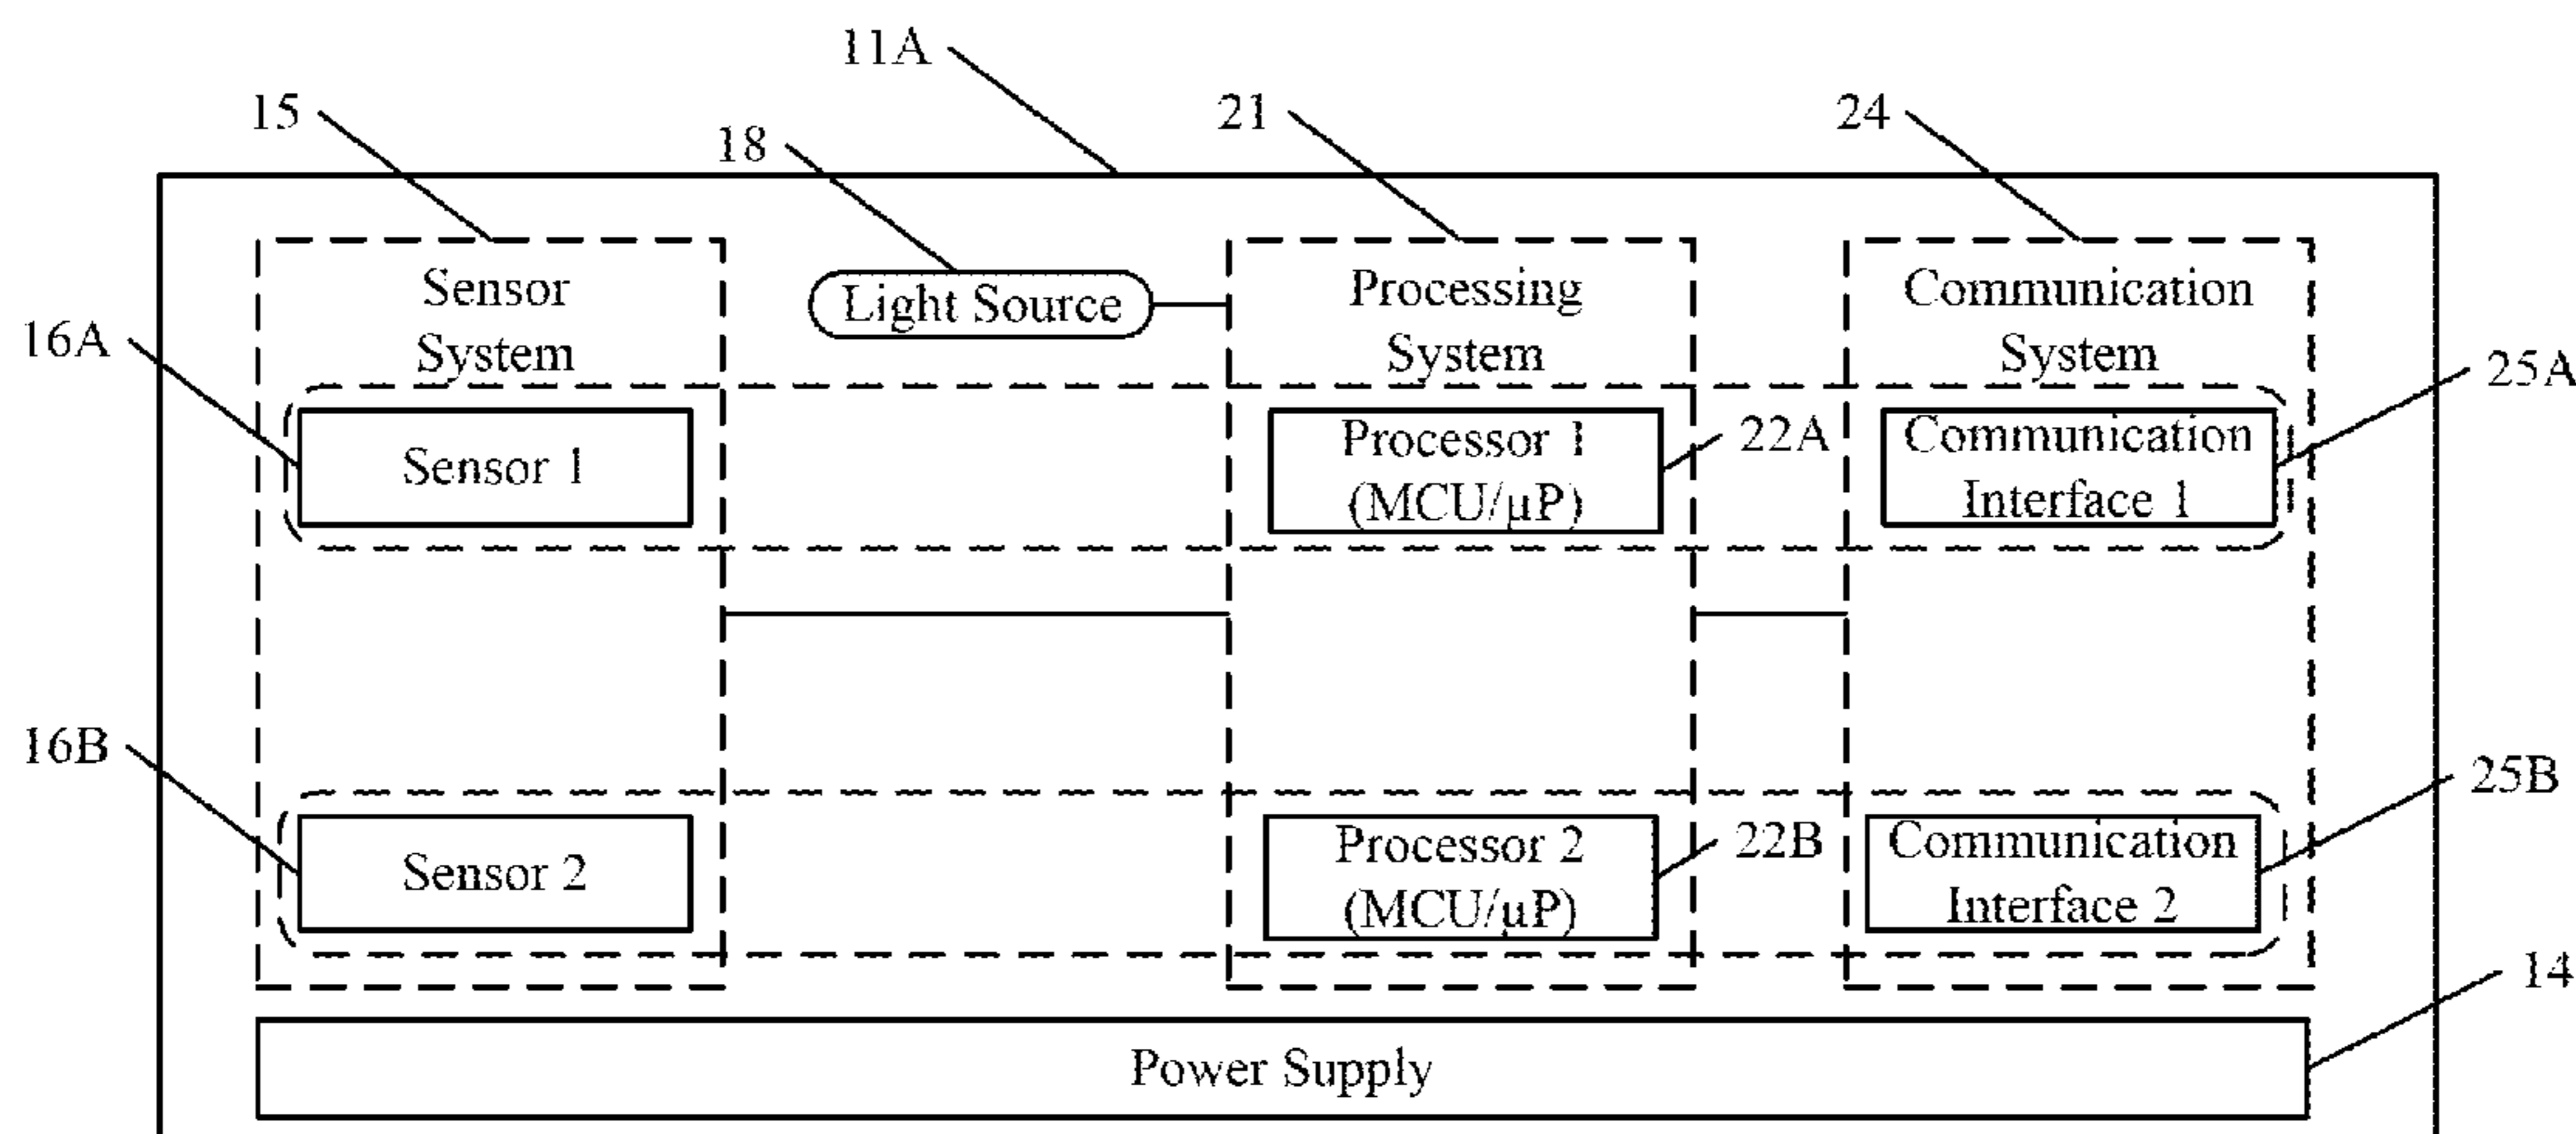 11A
15
18
21
24
Sensor
System
Light Source
Processing
System
Communication
System
16A
25A
Sensor 1
Processor 1
(MCU/µP)
22A
Communication
Interface 1
16B
25B
Sensor 2
Processor 2
(MCU/µP)
22B
Communication
Interface 2
14
Power Supply